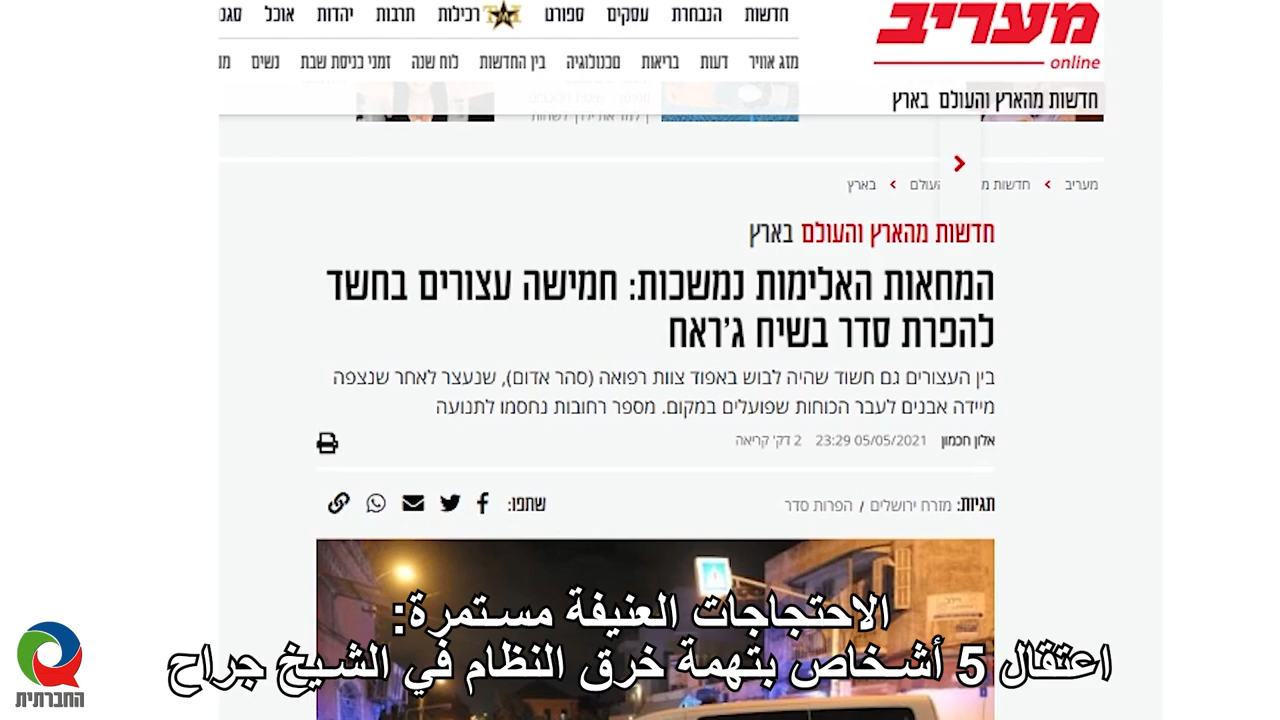 מעריב
online
חדשות הנבחרת עסקים ספורט רכילות תרבות יהדות אוכל
מזג אוויר דעות בריאות טכנולוגיה בין החדשות לוח שנה זמני כניסת שבת נשים
חדשות מהארץ והעולם בארץ
מעריב חדשות בארץ
חדשות מהארץ והעולם בארץ
המחאות האלימות נמשכות: חמישה עצורים בחשד
להפרת סדר בשיח ג'ראח
בין העצורים גם חשוד שהיה לבוש באפוד צוות רפואה (סהר אדום), שנעצר לאחר שנצפה
מיידה אבנים לעבר הכוחות שפועלים במקום. מספר רחובות נחסמו לתנועה
אלון חכמון 05/05/2021 23:29 2 דק' קריאה
תגיות: מזרח ירושלים / הפרות סדר
שתפו:
الاحتجاجات العنيفة مستمرة:
اعتقال 5 أشخاص بتهمة خرق النظام في الشيخ جراح
החברתית